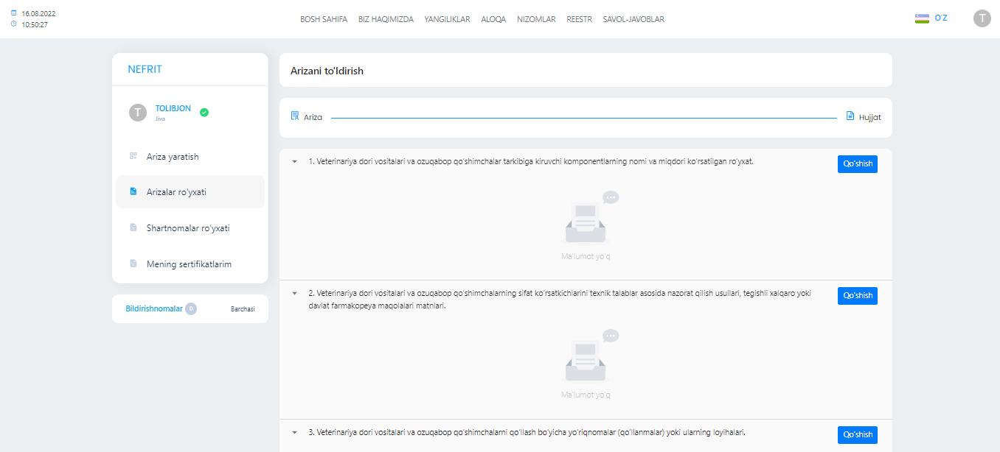 16.08.2022
10:50:27
BOSH SAHIFA BIZ HAQIMIZDA YANGILIKLAR ALOQA NIZOMLAR REESTR SAVOL-JAVOBLAR
O'Z
T
NEFRIT
T
TOLIBJON
Jiva
Ariza yaratish
Arizalar ro'yxati
Shartnomalar ro'yxati
Mening sertifikatlarim
Bildirishnomalar 0 Barchasi
Arizani to'ldirish
Ariza
Hujjat
1. Veterinariya dori vositalari va ozuqabop qo'shimchalar tarkibiga kiruvchi komponentlarning nomi va miqdori ko'rsatilgan ro'yxat.
Qo'shish
Ma'lumot yo'q
2. Veterinariya dori vositalari va ozuqabop qo'shimchalarning sifat ko'rsatkichlarini texnik talablar asosida nazorat qilish usullari, tegishli xalqaro yoki
davlat farmakopeya maqolalari matnlari.
Qo'shish
Ma'lumot yo'q
3. Veterinariya dori vositalari va ozuqabop qo'shimchalarni qo'llash bo'yicha yo'riqnomalar (qo'llanmalar) yoki ularning loyihalari.
Qo'shish